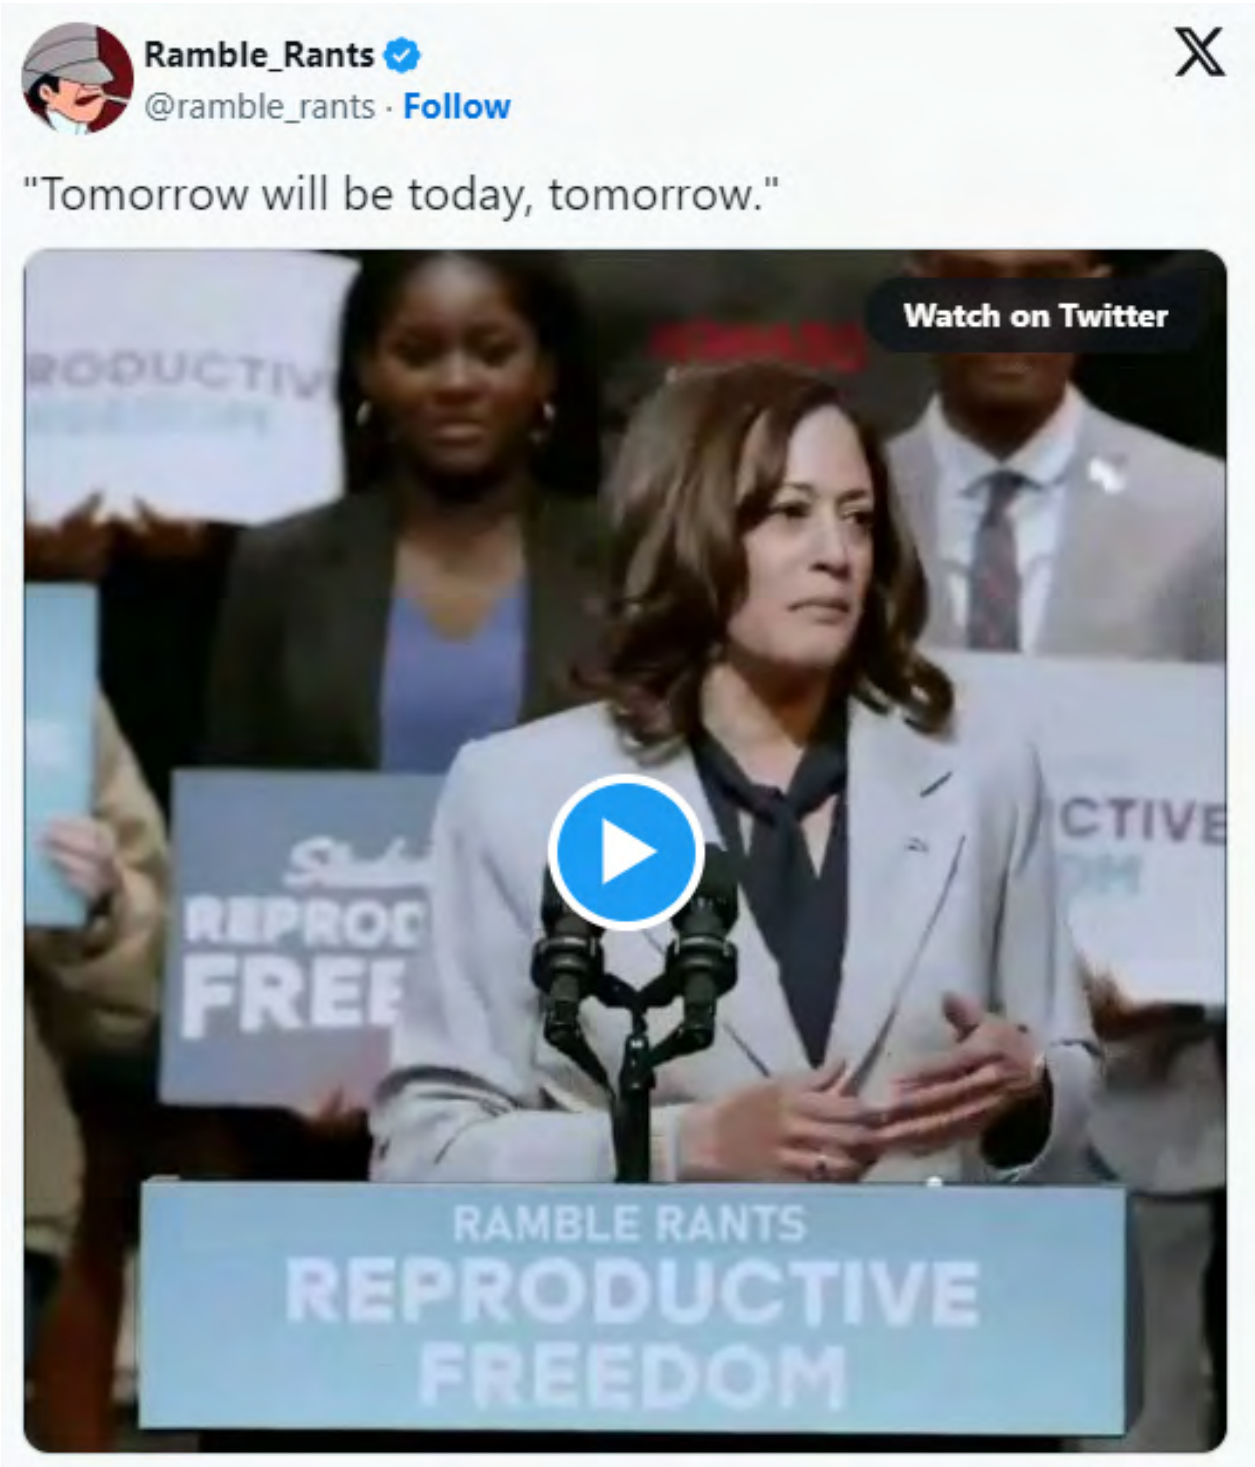 Ramble_Rants
@ramble_rants · Follow
"Tomorrow will be today, tomorrow."
Watch on Twitter
RODUCTIV
CTIVE
OM
REPROD
FREE
RAMBLE RANTS
REPRODUCTIVE
FREEDOM